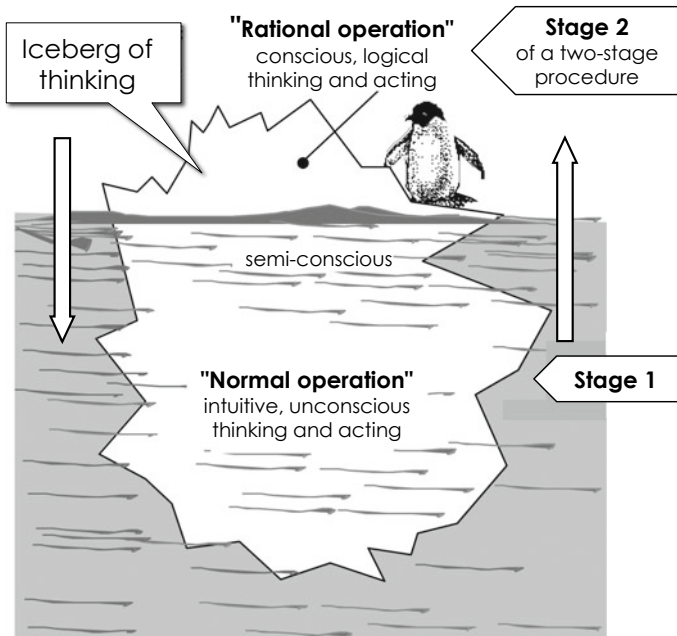 Iceberg of
thinking
"Rational operation"
conscious, logical
thinking and acting
Stage 2
of a two-stage
procedure
semi-conscious
"Normal operation"
intuitive, unconscious
thinking and acting
Stage 1